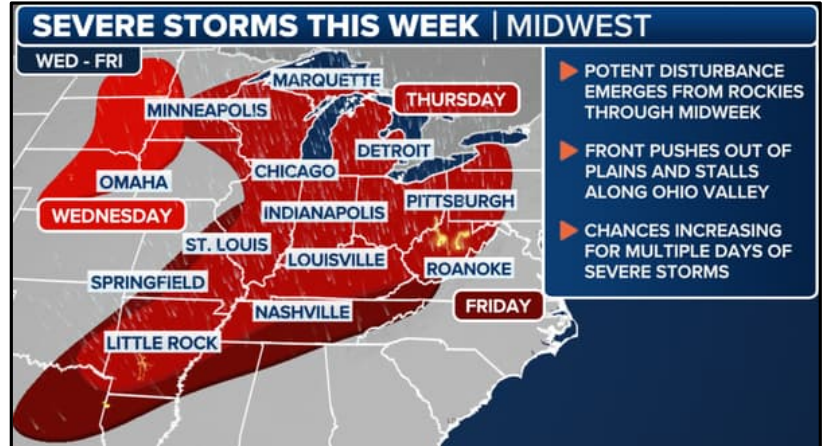 SEVERE STORMS THIS WEEK | MIDWEST
WED - FRI
MARQUETTE
THURSDAY
MINNEAPOLIS
DETROIT
CHICAGO
OMAHA
PITTSBURGH
WEDNESDAY
INDIANAPOLIS
ST. LOUIS
LOUISVILLE
ROANOKE
SPRINGFIELD
NASHVILLE
FRIDAY
LITTLE ROCK
POTENT DISTURBANCE
EMERGES FROM ROCKIES
THROUGH MIDWEEK
FRONT PUSHES OUT OF
PLAINS AND STALLS
ALONG OHIO VALLEY
CHANCES INCREASING
FOR MULTIPLE DAYS OF
SEVERE STORMS